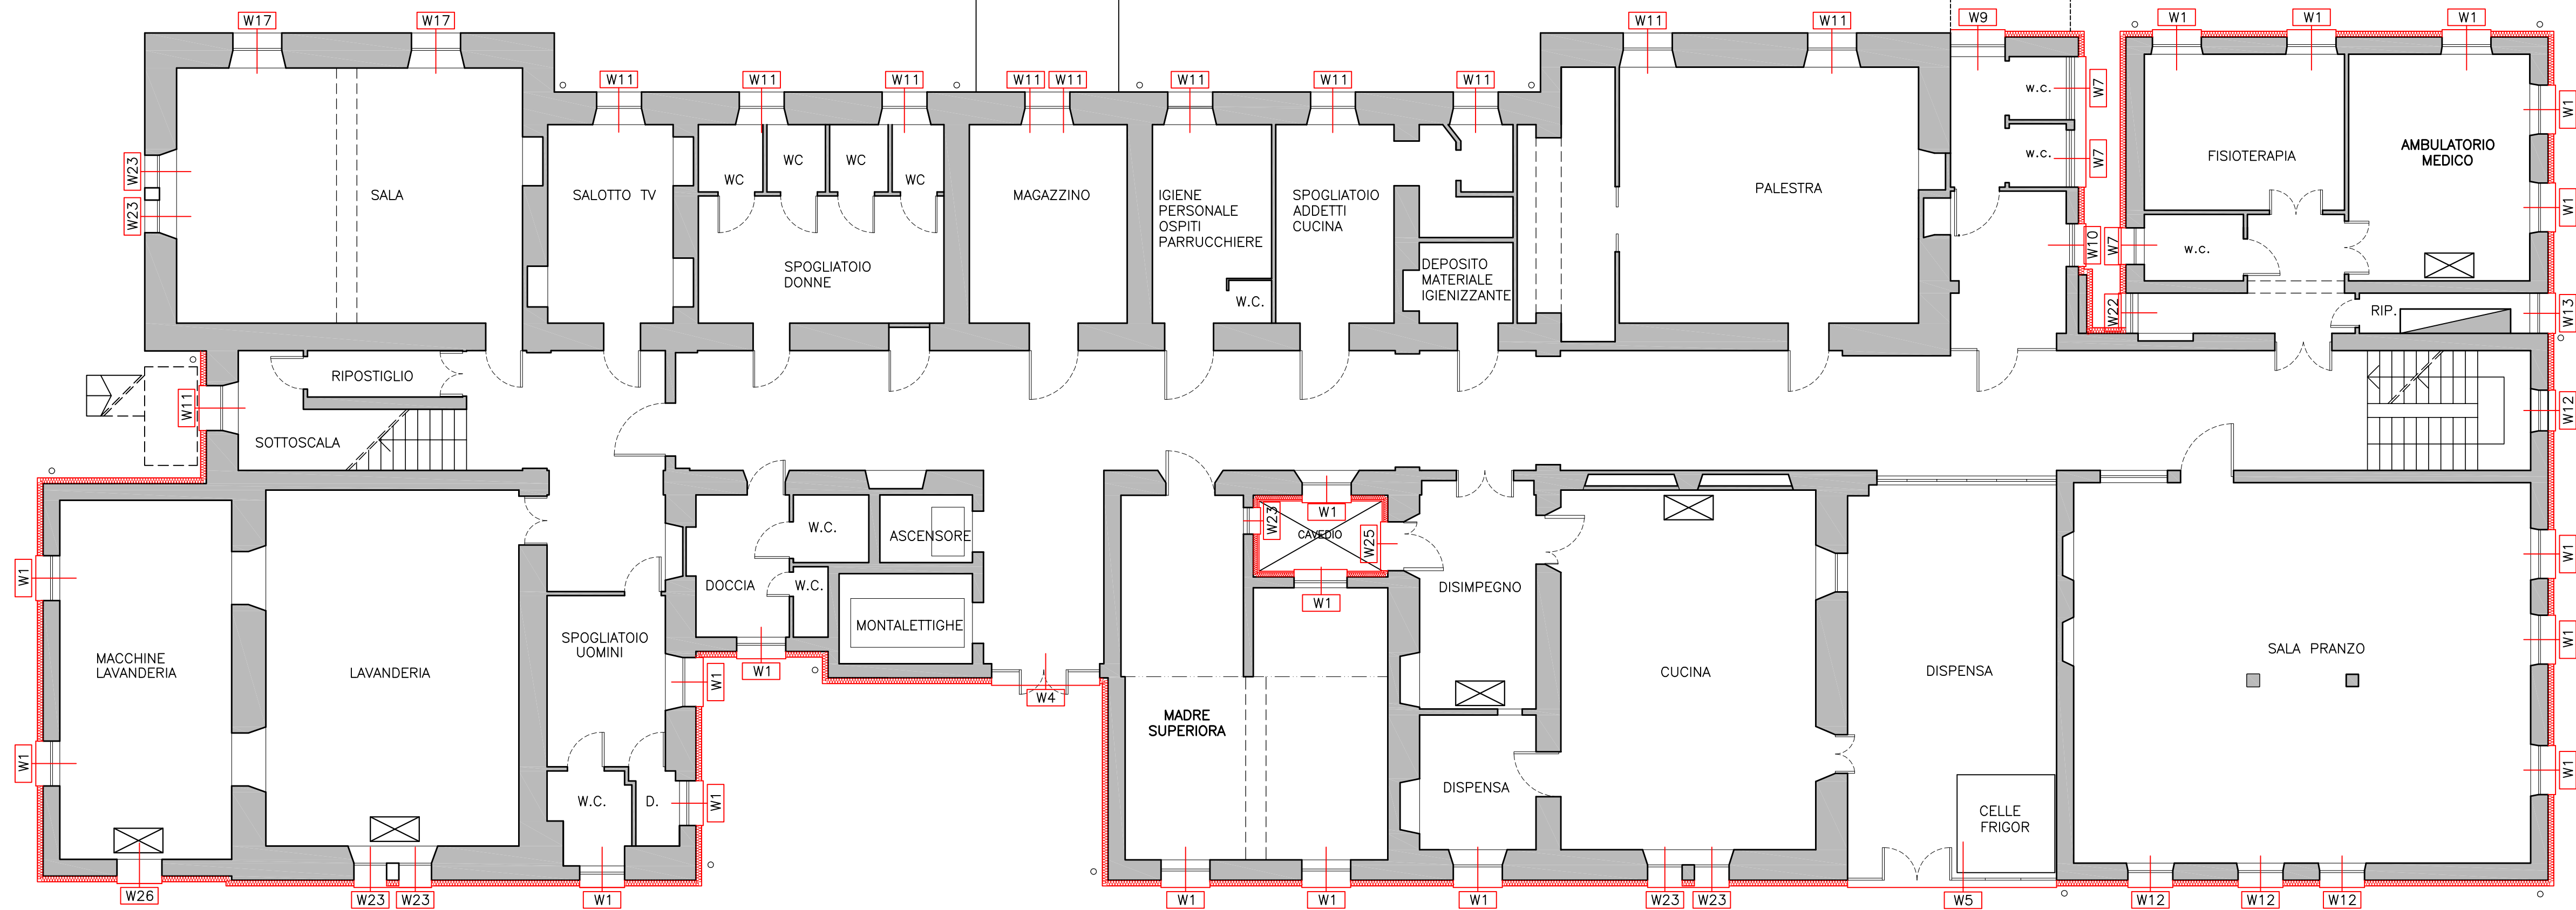 W17
W17
W11
W11
W9
W1
W1
W1
W11
W11
W11
W11
W11
W11
W11
W11
W23
W23
SALA
SALOTTO TV
WC
WC
WC
WC
SPOGLIATOIO
DONNE
MAGAZZINO
IGIENE
PERSONALE
OSPITI
PARRUCCHIERE
W.C.
SPOGLIATOIO
ADDETTI
CUCINA
DEPOSITO
MATERIALE
IGIENIZZANTE
PALESTRA
w.c.
w.c.
W7
W7
W10
W7
W22
FISIOTERAPIA
AMBULATORIO
MEDICO
w.c.
RIP.
W1
W1
W13
W12
RIPOSTIGLIO
W11
SOTTOSCALA
W1
W1
MACCHINE
LAVANDERIA
LAVANDERIA
SPOGLIATOIO
UOMINI
W.C.
D.
W1
W1
DOCCIA
W.C.
W.C.
W1
ASCENSORE
MONTALETTIGHE
W4
MADRE
SUPERIORA
W23
W1
CAVEDIO
W25
W1
DISIMPEGNO
DISPENSA
CUCINA
DISPENSA
CELLE
FRIGOR
SALA PRANZO
W1
W1
W1
W26
W23
W23
W1
W1
W1
W1
W23
W23
W5
W12
W12
W12